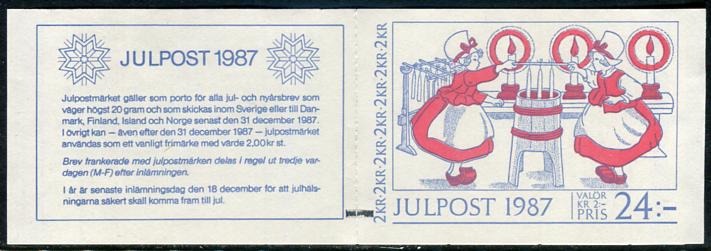 JULPOST 1987
Julpostmärket gäller som porto för alla jul- och nyårsbrev som
väger högst 20 gram och som skickas inom Sverige eller till Dan-
mark, Finland, Island och Norge senast den 31 december 1987.
I övrigt kan — även efter den 31 december 1987 — julpostmärket
användas som ett vanligt frimärke med värde 2,00 kr st.
Brev frankerade med julpostmärken delas i regel ut tredje var-
dagen (M-F) efter inlämningen.
I år är senaste inlämningsdag den 18 december för att julhäls-
ningarna säkert skall komma fram till jul.
2KR·2KR·2KR·2KR·2KR·2KR·2KR·2KR
JULPOST 1987
VALÖR
KR 2:-
PRIS
24:-